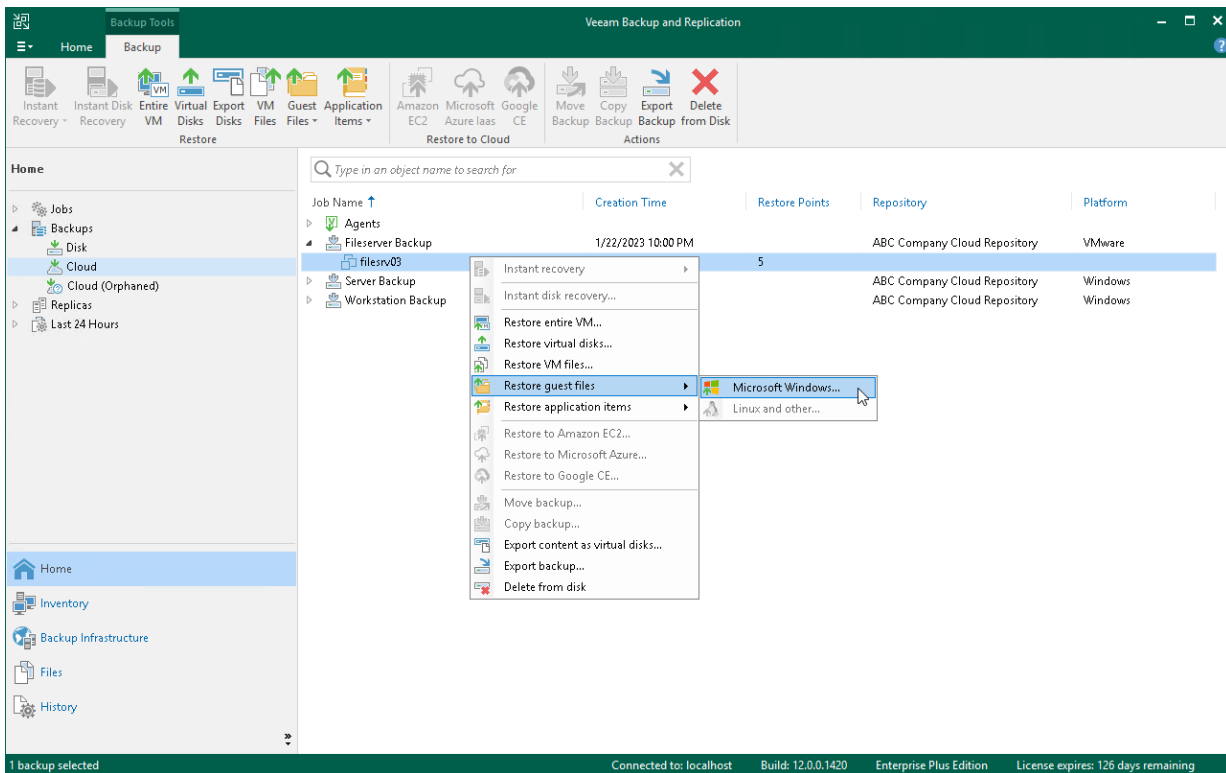 Backup Tools
Veeam Backup and Replication
Home Backup
Instant Recovery
Instant Disk Recovery
Entire VM
Virtual Disks
Export Disks
VM Files
Guest Files
Application Items
Amazon EC2
Microsoft Azure Iaas
Google CE
Move Backup
Copy Backup
Export Backup
Delete from Disk
Restore
Restore to Cloud
Actions
Home
Type in an object name to search for
Jobs
Backups
Disk
Cloud
Cloud (Orphaned)
Replicas
Last 24 Hours
Job Name Creation Time Restore Points Repository Platform
Agents
Fileserver Backup 1/22/2023 10:00 PM ABC Company Cloud Repository VMware
filesrv03 5
Server Backup ABC Company Cloud Repository Windows
Workstation Backup ABC Company Cloud Repository Windows
Instant recovery
Instant disk recovery...
Restore entire VM...
Restore virtual disks...
Restore VM files...
Restore guest files
Restore application items
Restore to Amazon EC2...
Restore to Microsoft Azure...
Restore to Google CE...
Move backup...
Copy backup...
Export content as virtual disks...
Export backup...
Delete from disk
Microsoft Windows...
Linux and other...
Home
Inventory
Backup Infrastructure
Files
History
1 backup selected
Connected to: localhost Build: 12.0.0.1420 Enterprise Plus Edition License expires: 126 days remaining